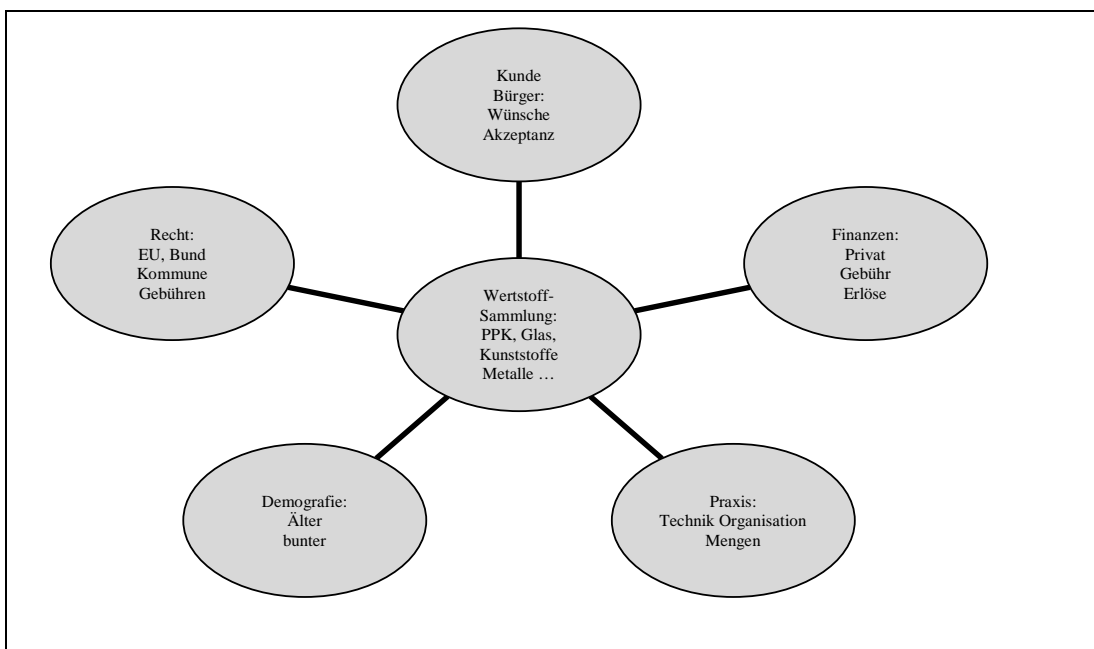 Kunde
Bürger:
Wünsche
Akzeptanz
Recht:
EU, Bund
Kommune
Gebühren
Finanzen:
Privat
Gebühr
Erlöse
Wertstoff-
Sammlung:
PPK, Glas,
Kunststoffe
Metalle …
Demografie:
Älter
bunter
Praxis:
Technik Organisation
Mengen